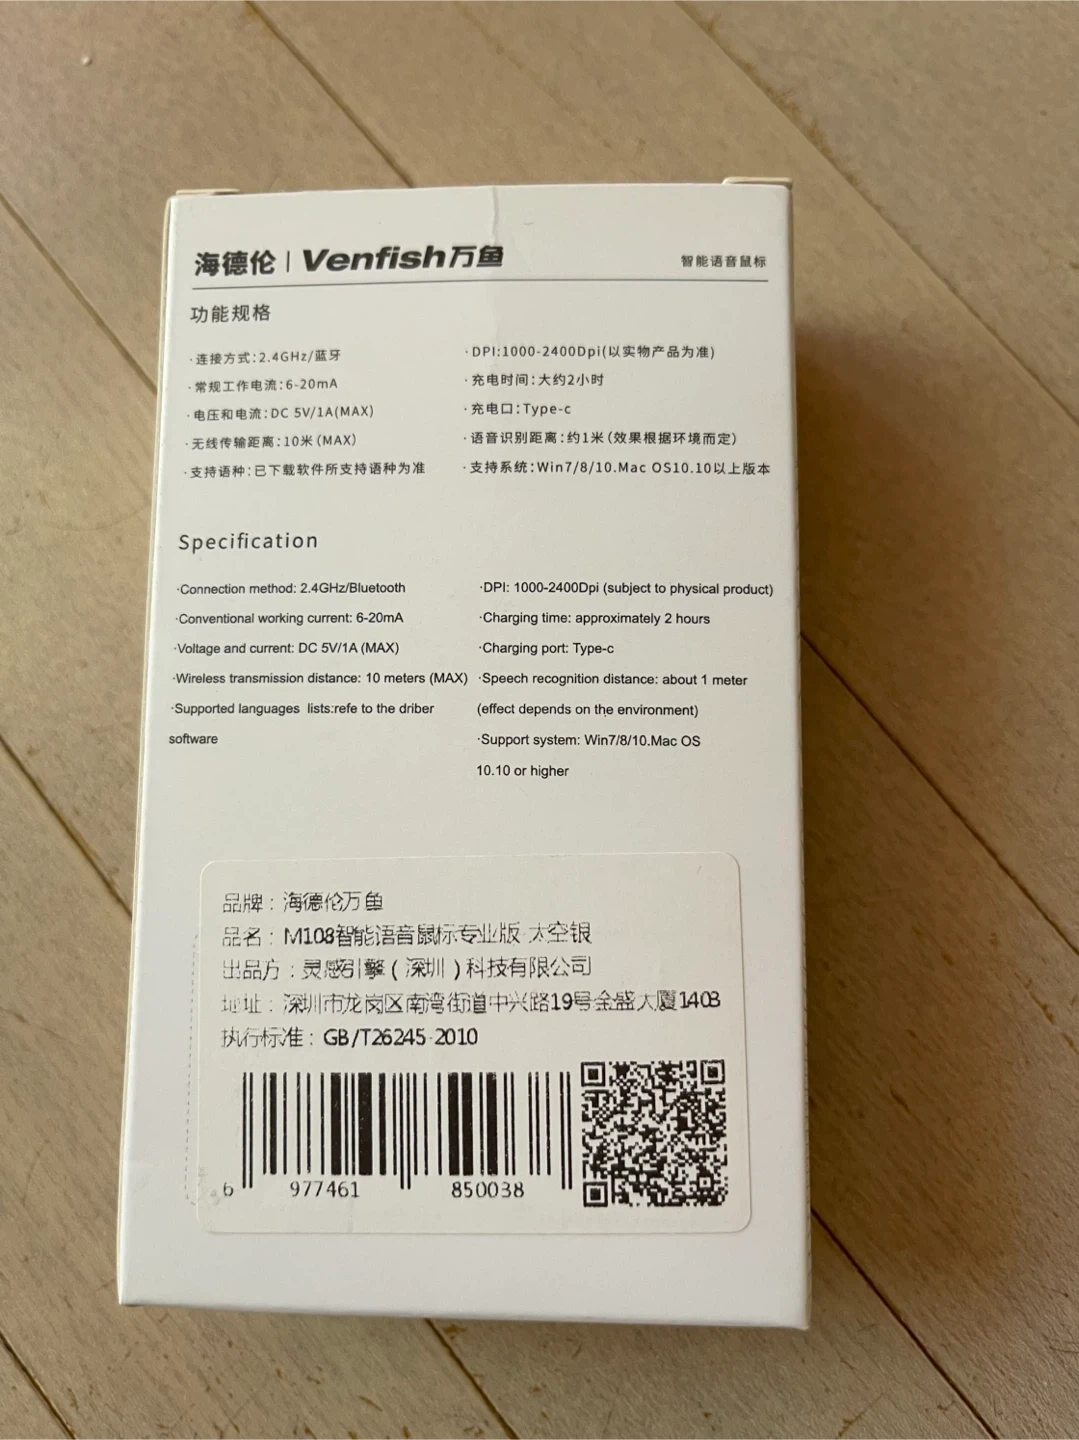 海德伦 | Venfish万鱼
智能语音鼠标
功能规格
·连接方式:2.4GHz/蓝牙
·常规工作电流:6-20mA
·电压和电流:DC 5V/1A(MAX)
·无线传输距离:10米(MAX)
·支持语种:已下载软件所支持语种为准
·DPI:1000-2400Dpi(以实物产品为准)
·充电时间:大约2小时
·充电口:Type-c
·语音识别距离:约1米(效果根据环境而定)
·支持系统:Win7/8/10.Mac OS10.10以上版本
Specification
·Connection method: 2.4GHz/Bluetooth
·Conventional working current: 6-20mA
·Voltage and current: DC 5V/1A (MAX)
·Wireless transmission distance: 10 meters (MAX)
·Supported languages lists:refe to the driber
software
·DPI: 1000-2400Dpi (subject to physical product)
·Charging time: approximately 2 hours
·Charging port: Type-c
·Speech recognition distance: about 1 meter
(effect depends on the environment)
·Support system: Win7/8/10.Mac OS
10.10 or higher
品牌：海德伦万鱼
品名：M108智能语音鼠标专业版-太空银
出品方：灵感引擎(深圳)科技有限公司
地址：深圳市龙岗区南湾街道中兴路19号金盛大厦1403
执行标准：GB/T26245-2010
6 977461 850038